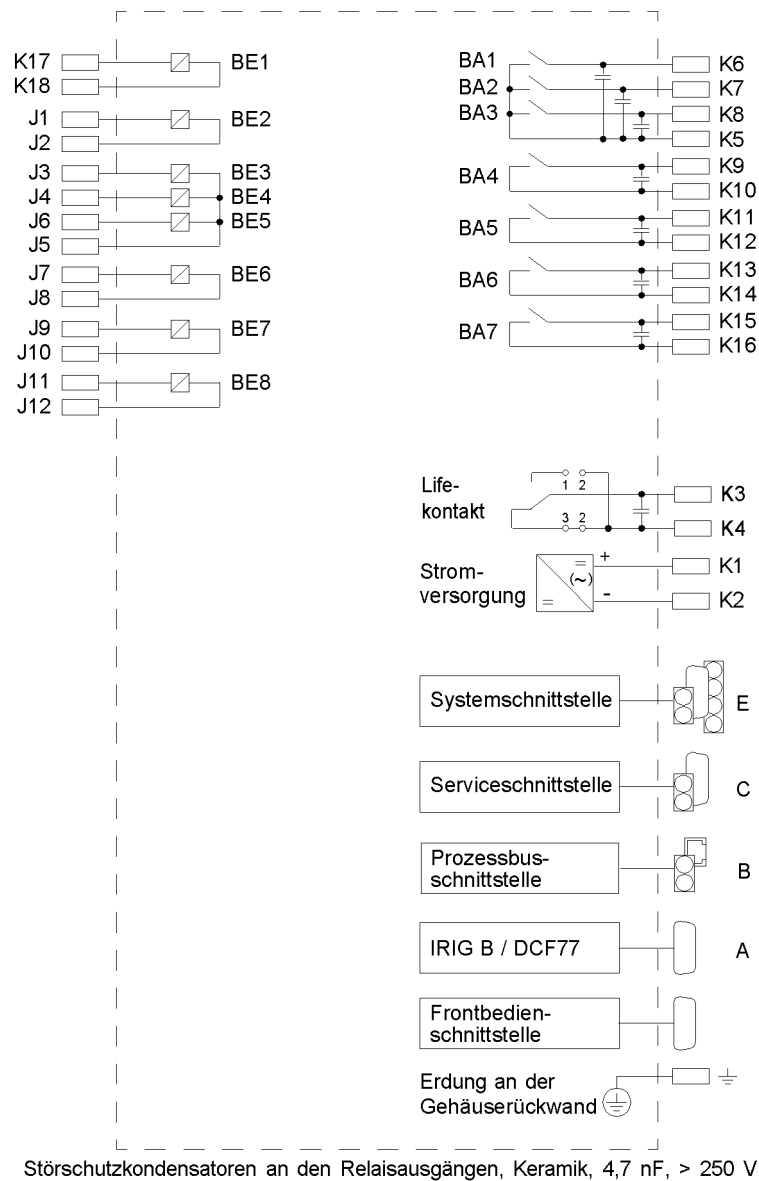 K17 BE1
K18
J1 BE2
J2
J3 BE3
J4 BE4
J6 BE5
J5
J7 BE6
J8
J9 BE7
J10
J11 BE8
J12
BA1 K6
BA2 K7
BA3 K8
K5
K9
BA4
K10
K11
BA5
K12
K13
BA6
K14
K15
BA7
K16
Life-
kontakt
1 2
3 2
K3
K4
Strom-
versorgung
= (~)
=
+ K1
- K2
Systemschnittstelle E
Serviceschnittstelle C
Prozessbus-
schnittstelle B
IRIG B / DCF77 A
Frontbedien-
schnittstelle
Erdung an der
Gehäuserückwand
Störschutzkondensatoren an den Relaisausgängen, Keramik, 4,7 nF, > 250 V